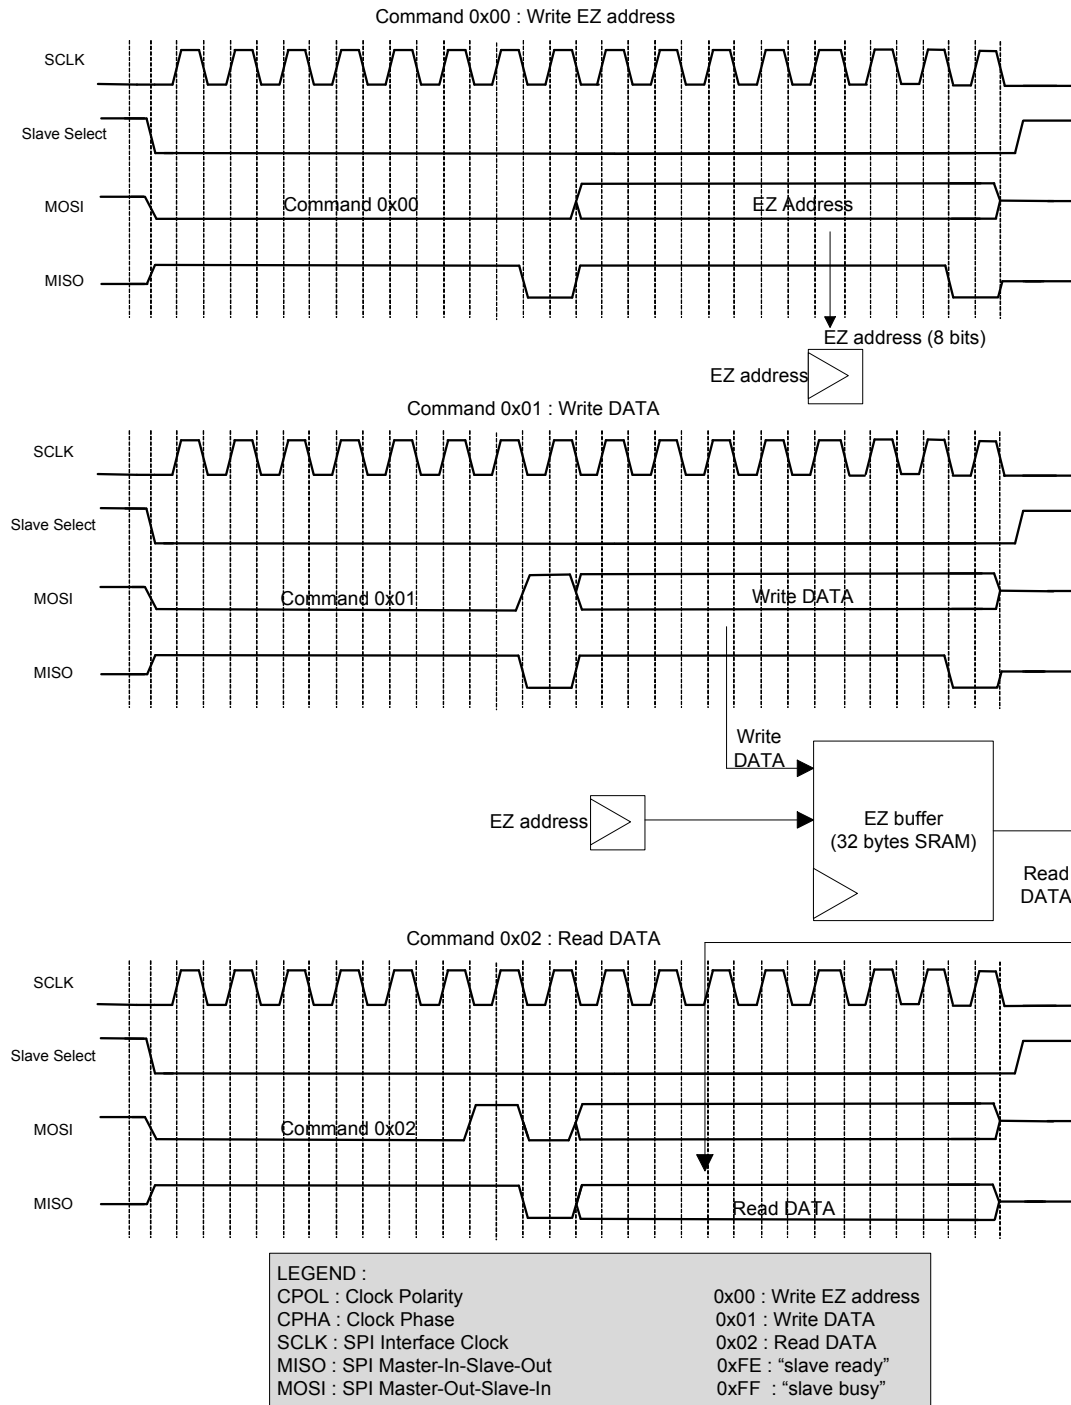 Command 0x00 : Write EZ address
SCLK
Slave Select
MOSI
Command 0x00
EZ Address
MISO
EZ address (8 bits)
EZ address
Command 0x01 : Write DATA
SCLK
Slave Select
MOSI
Command 0x01
Write DATA
MISO
Write
DATA
EZ address
EZ buffer
(32 bytes SRAM)
Read
DATA
Command 0x02 : Read DATA
SCLK
Slave Select
MOSI
Command 0x02
MISO
Read DATA
LEGEND :
CPOL : Clock Polarity
0x00 : Write EZ address
CPHA : Clock Phase
0x01 : Write DATA
SCLK : SPI Interface Clock
0x02 : Read DATA
MISO : SPI Master-In-Slave-Out
0xFE : “slave ready”
MOSI : SPI Master-Out-Slave-In
0xFF : “slave busy”